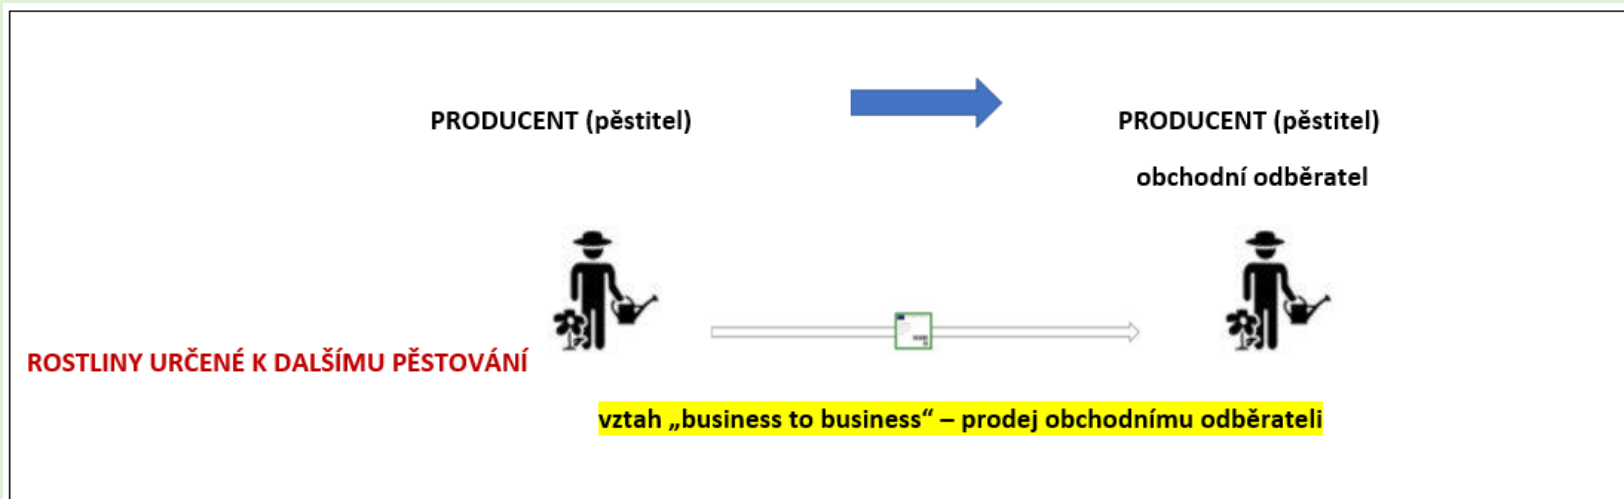 PRODUCENT (pěstitel)
PRODUCENT (pěstitel)
obchodní odběratel
ROSTLINY URČENÉ K DALŠÍMU PĚSTOVÁNÍ
vztah „business to business“ – prodej obchodnímu odběrateli